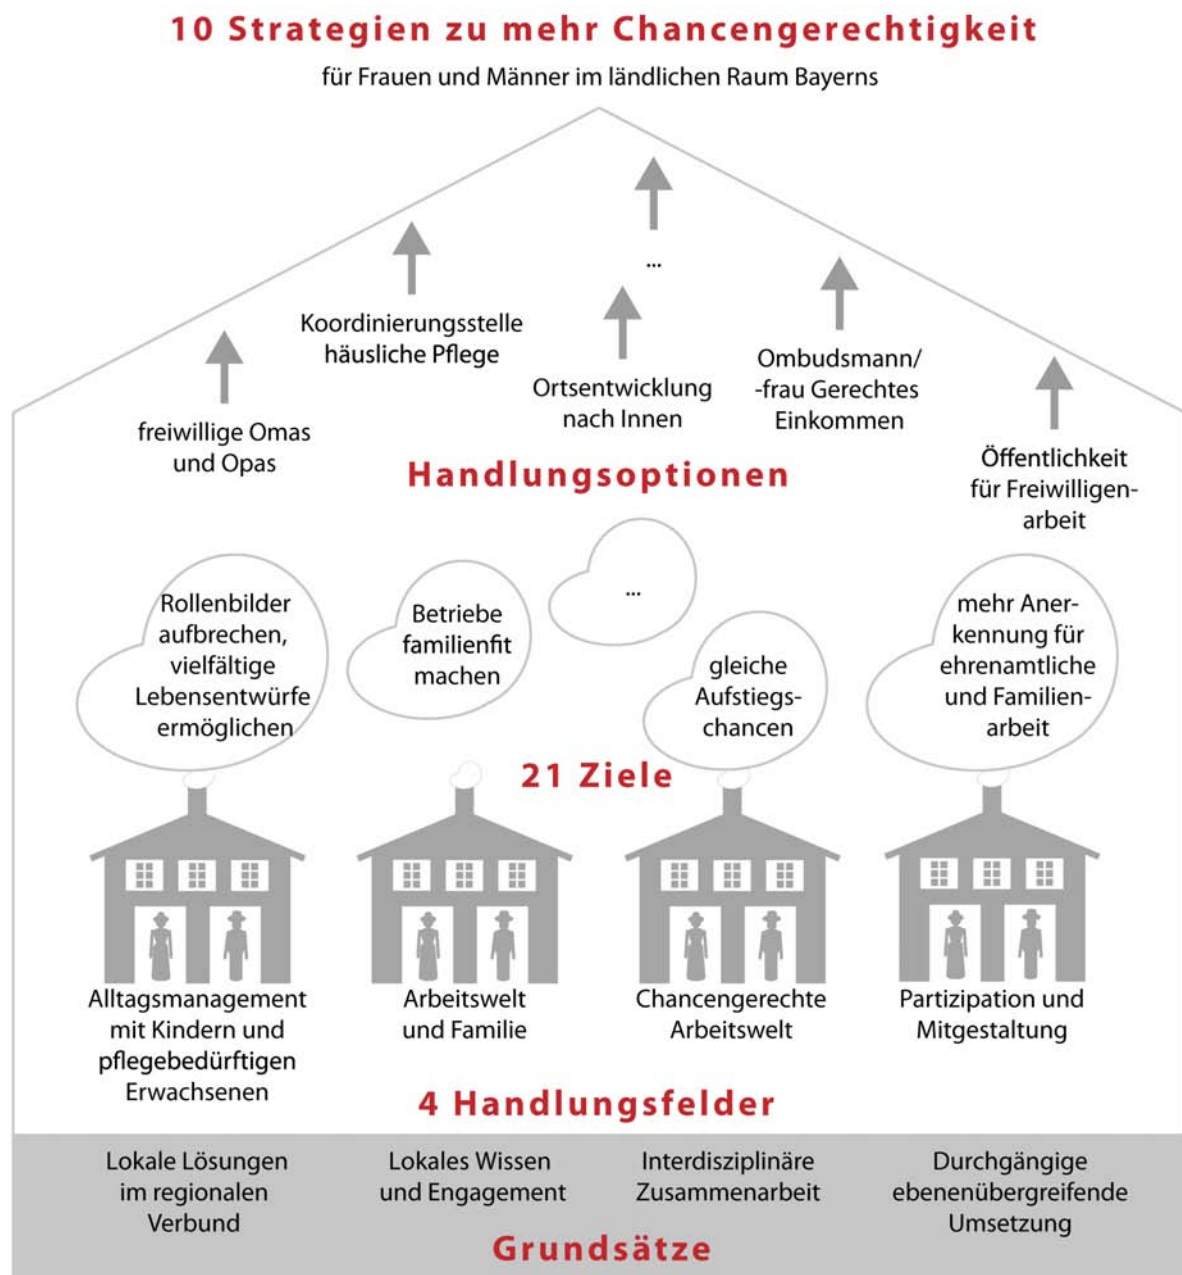 10 Strategien zu mehr Chancengerechtigkeit
für Frauen und Männer im ländlichen Raum Bayerns
...
Koordinierungsstelle
häusliche Pflege
Ombudsmann/
-frau Gerechtes
Einkommen
Ortsentwicklung
nach Innen
freiwillige Omas
und Opas
Öffentlichkeit
für Freiwilligen-
arbeit
Handlungsoptionen
Rollenbilder
aufbrechen,
vielfältige
Lebensentwürfe
ermöglichen
Betriebe
familienfit
machen
...
gleiche
Aufstiegs-
chancen
mehr Aner-
kennung für
ehrenamtliche
und Familien-
arbeit
21 Ziele
Alltagsmanagement
mit Kindern und
pflegebedürftigen
Erwachsenen
Arbeitswelt
und Familie
Chancengerechte
Arbeitswelt
Partizipation und
Mitgestaltung
4 Handlungsfelder
Lokale Lösungen
im regionalen
Verbund
Lokales Wissen
und Engagement
Interdisziplinäre
Zusammenarbeit
Durchgängige
ebenenübergreifende
Umsetzung
Grundsätze